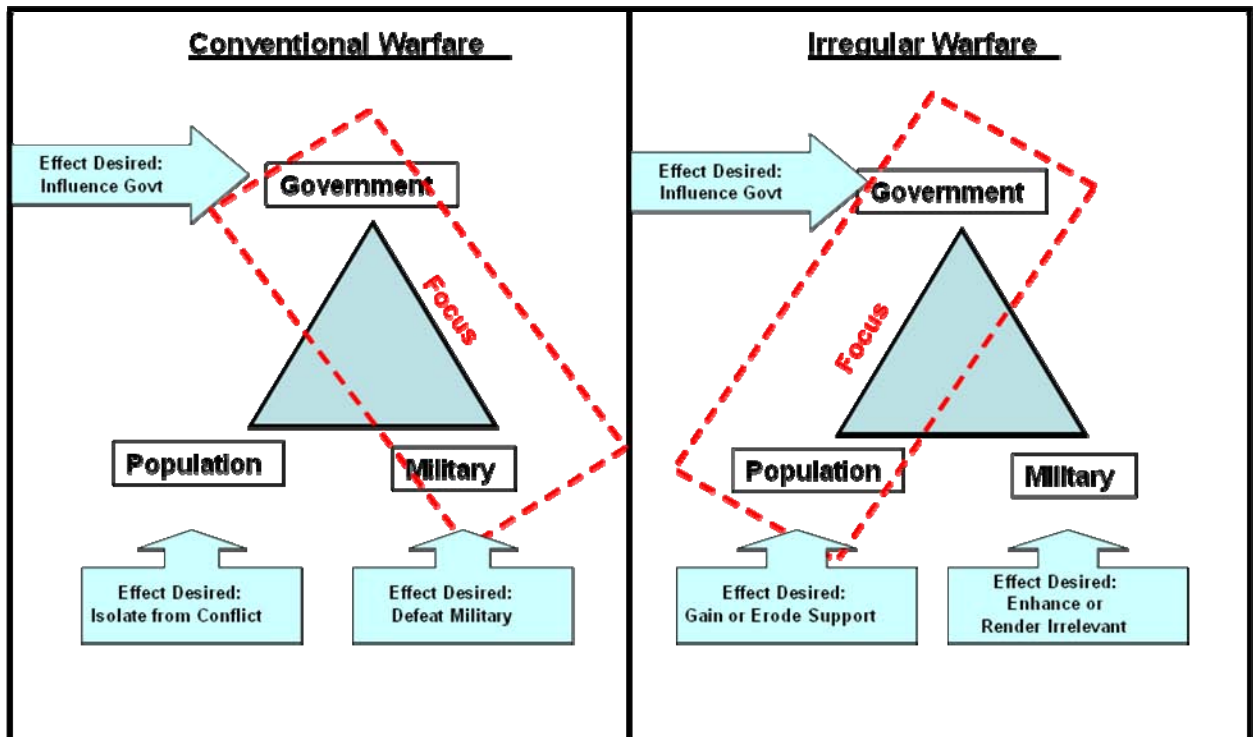 Conventional Warfare
Effect Desired:
Influence Govt
Government
Focus
Population
Military
Effect Desired:
Isolate from Conflict
Effect Desired:
Defeat Military
Irregular Warfare
Effect Desired:
Influence Govt
Government
Focus
Population
Military
Effect Desired:
Gain or Erode Support
Effect Desired:
Enhance or
Render Irrelevant